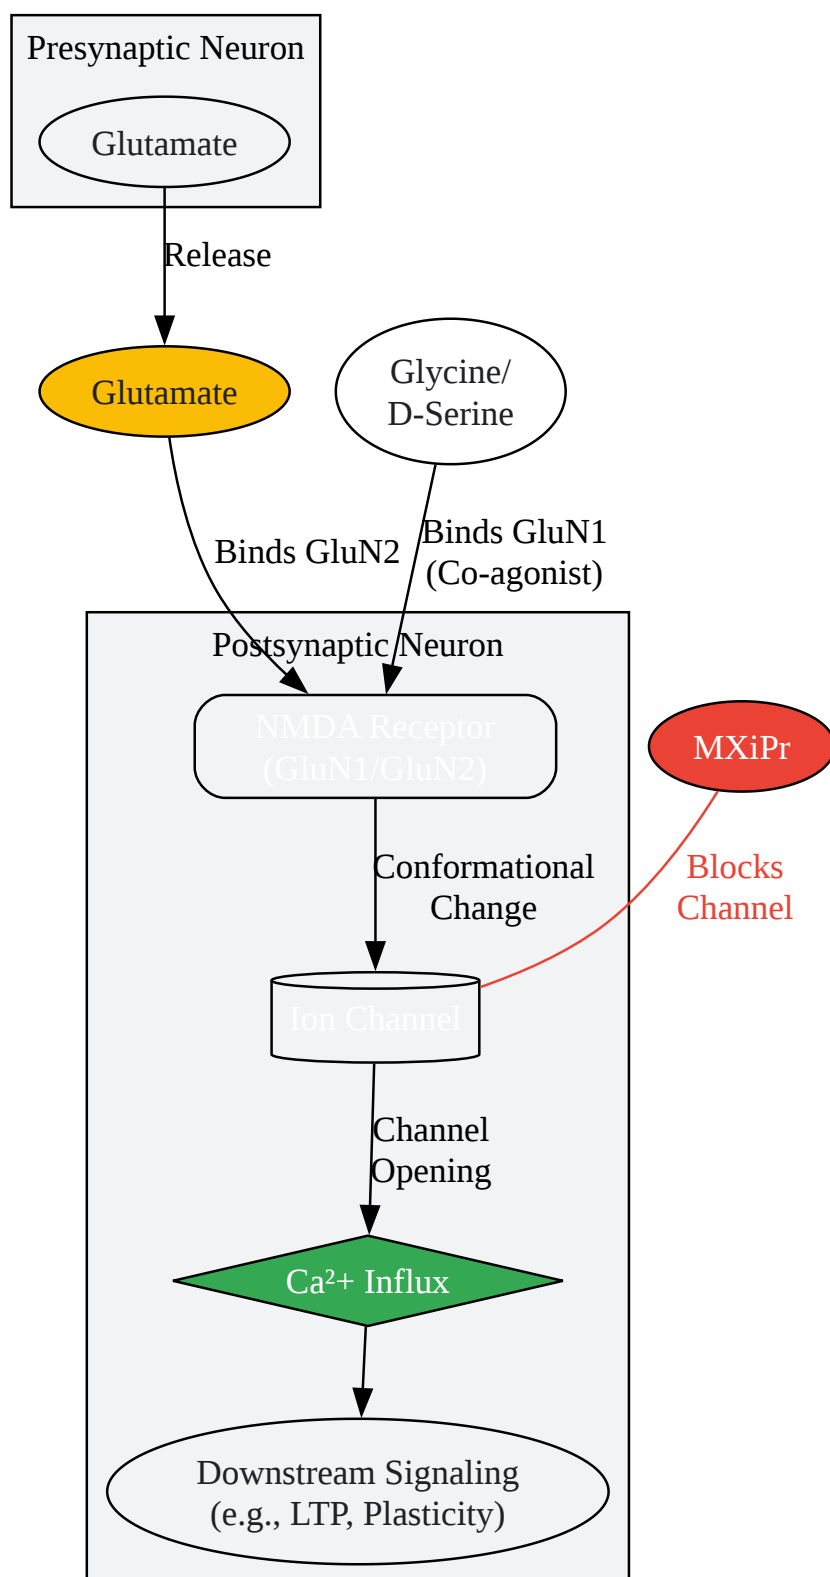 Presynaptic Neuron
Glutamate
Release
Glutamate
Glycine/
D-Serine
Binds GluN2
Binds GluN1
(Co-agonist)
Postsynaptic Neuron
NMDA Receptor
(GluN1/GluN2)
MXiPr
Conformational
Change
Blocks
Channel
Ion Channel
Channel
Opening
Ca²+ Influx
Downstream Signaling
(e.g., LTP, Plasticity)